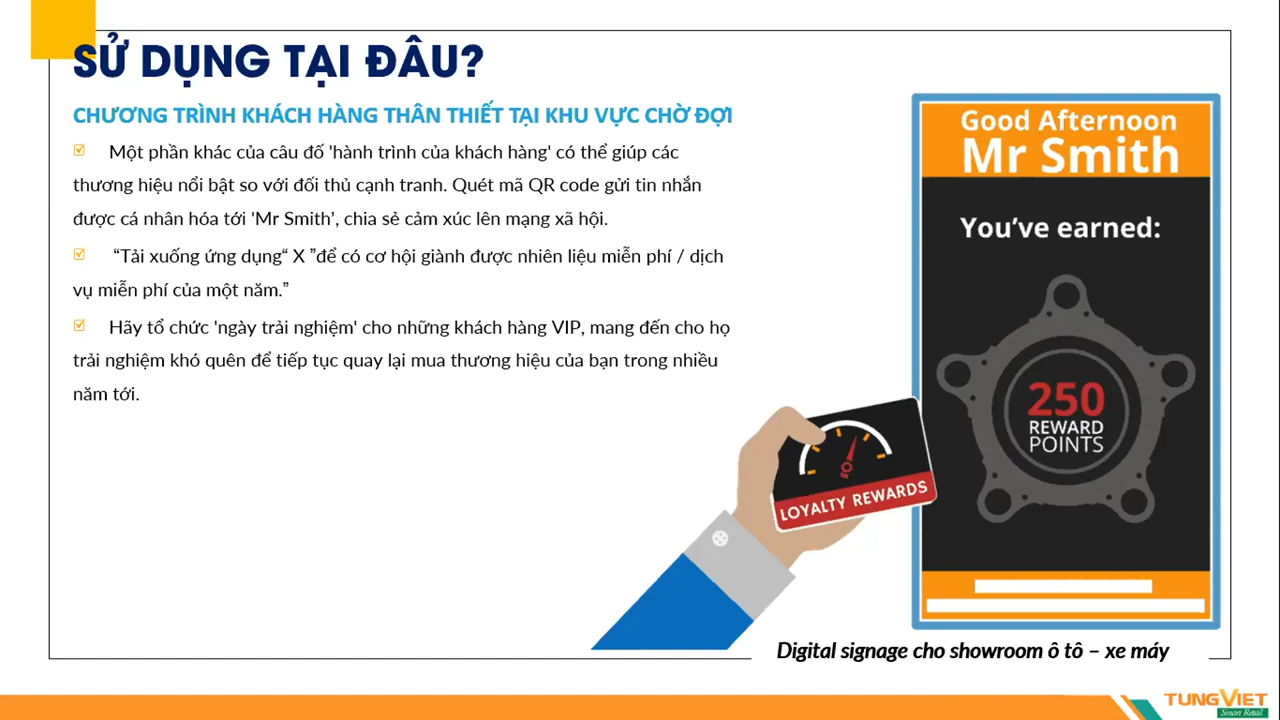 SỬ DỤNG TẠI ĐÂU?
CHƯƠNG TRÌNH KHÁCH HÀNG THÂN THIẾT TẠI KHU VỰC CHỜ ĐỢI
Một phần khác của câu đố 'hành trình của khách hàng' có thể giúp các
thương hiệu nổi bật so với đối thủ cạnh tranh. Quét mã QR code gửi tin nhắn
được cá nhân hóa tới 'Mr Smith’, chia sẻ cảm xúc lên mạng xã hội.
“Tải xuống ứng dụng“ X ”để có cơ hội giành được nhiên liệu miễn phí / dịch
vụ miễn phí của một năm.”
Hãy tổ chức 'ngày trải nghiệm' cho những khách hàng VIP, mang đến cho họ
trải nghiệm khó quên để tiếp tục quay lại mua thương hiệu của bạn trong nhiều
năm tới.
Good Afternoon
Mr Smith
You’ve earned:
250
REWARD
POINTS
LOYALTY REWARDS
Digital signage cho showroom ô tô – xe máy
TUNGVIET
Smart Retail